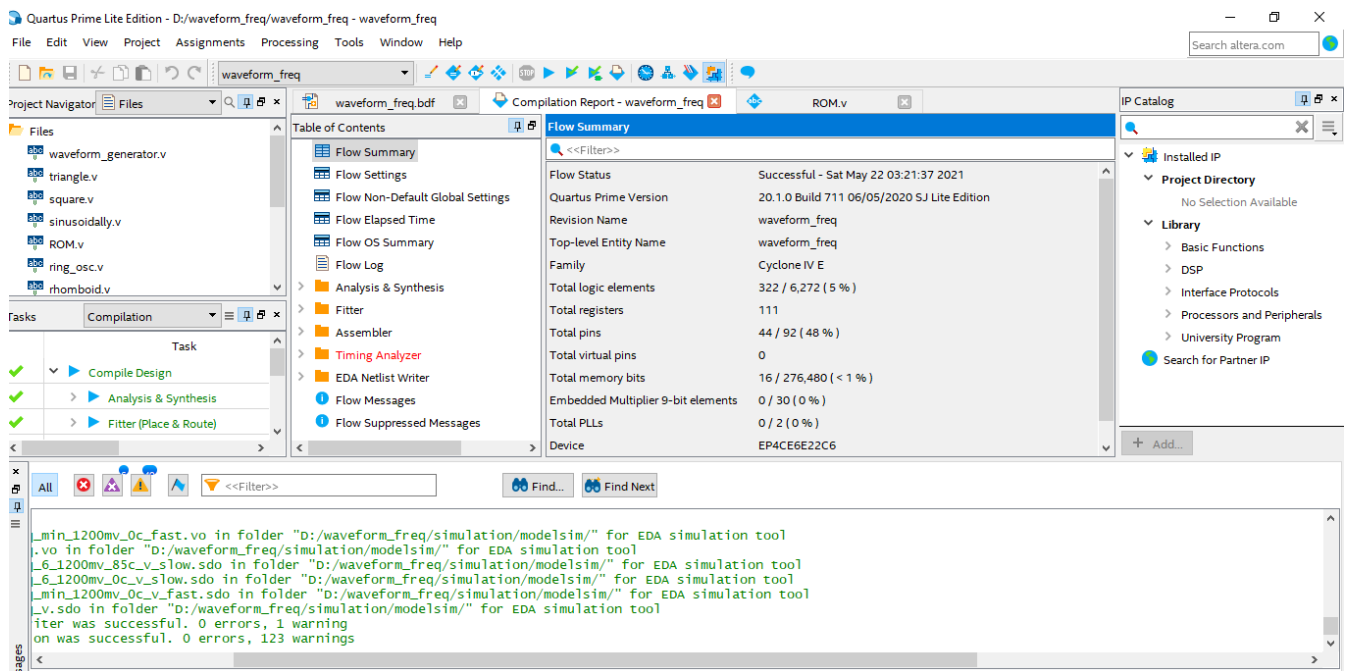 Quartus Prime Lite Edition - D:/waveform_freq/waveform_freq - waveform_freq
File Edit View Project Assignments Processing Tools Window Help
Search altera.com
waveform_freq
Project Navigator Files
Files
waveform_generator.v
triangle.v
square.v
sinusoidally.v
ROM.v
ring_osc.v
rhomboid.v
Tasks Compilation
Task
Compile Design
Analysis & Synthesis
Fitter (Place & Route)
waveform_freq.bdf Compilation Report - waveform_freq ROM.v
Table of Contents
Flow Summary
Flow Settings
Flow Non-Default Global Settings
Flow Elapsed Time
Flow OS Summary
Flow Log
Analysis & Synthesis
Fitter
Assembler
Timing Analyzer
EDA Netlist Writer
Flow Messages
Flow Suppressed Messages
Flow Summary
<<Filter>>
Flow Status Successful - Sat May 22 03:21:37 2021
Quartus Prime Version 20.1.0 Build 711 06/05/2020 SJ Lite Edition
Revision Name waveform_freq
Top-level Entity Name waveform_freq
Family Cyclone IV E
Total logic elements 322 / 6,272 ( 5 % )
Total registers 111
Total pins 44 / 92 ( 48 % )
Total virtual pins 0
Total memory bits 16 / 276,480 ( < 1 % )
Embedded Multiplier 9-bit elements 0 / 30 ( 0 % )
Total PLLs 0 / 2 ( 0 % )
Device EP4CE6E22C6
IP Catalog
Installed IP
Project Directory
No Selection Available
Library
Basic Functions
DSP
Interface Protocols
Processors and Peripherals
University Program
Search for Partner IP
+ Add...
All <<Filter>> Find... Find Next
_min_1200mv_0c_fast.vo in folder "D:/waveform_freq/simulation/modelsim/" for EDA simulation tool
.vo in folder "D:/waveform_freq/simulation/modelsim/" for EDA simulation tool
_6_1200mv_85c_v_slow.sdo in folder "D:/waveform_freq/simulation/modelsim/" for EDA simulation tool
_6_1200mv_0c_v_slow.sdo in folder "D:/waveform_freq/simulation/modelsim/" for EDA simulation tool
_min_1200mv_0c_v_fast.sdo in folder "D:/waveform_freq/simulation/modelsim/" for EDA simulation tool
_v.sdo in folder "D:/waveform_freq/simulation/modelsim/" for EDA simulation tool
iter was successful. 0 errors, 1 warning
on was successful. 0 errors, 123 warnings